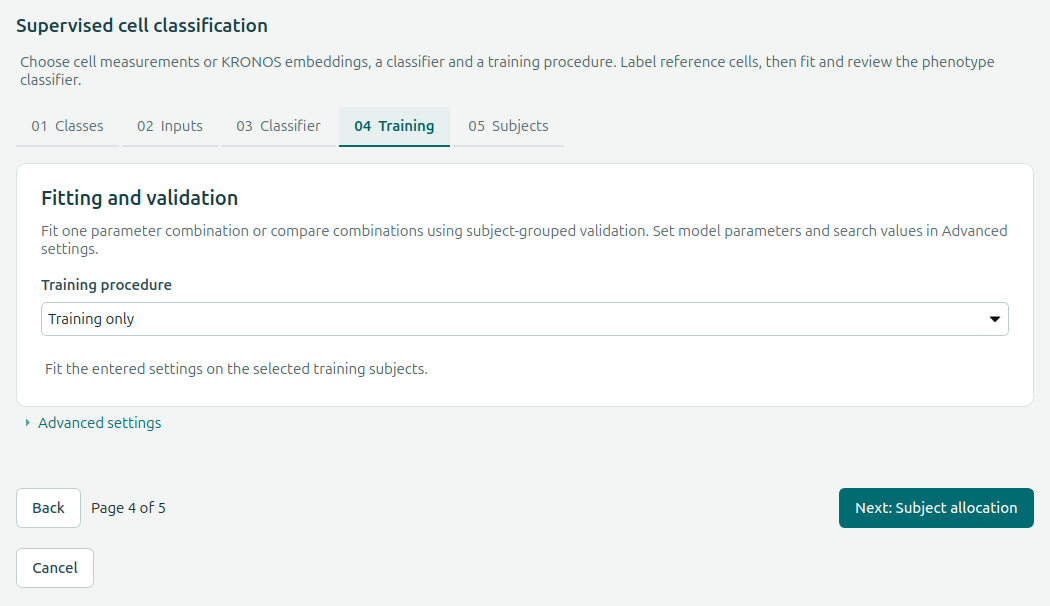 Supervised cell classification
Choose cell measurements or KRONOS embeddings, a classifier and a training procedure. Label reference cells, then fit and review the phenotype
classifier.
01 Classes
02 Inputs
03 Classifier
04 Training
05 Subjects
Fitting and validation
Fit one parameter combination or compare combinations using subject-grouped validation. Set model parameters and search values in Advanced
settings.
Training procedure
Training only
Fit the entered settings on the selected training subjects.
Advanced settings
Back
Page 4 of 5
Next: Subject allocation
Cancel